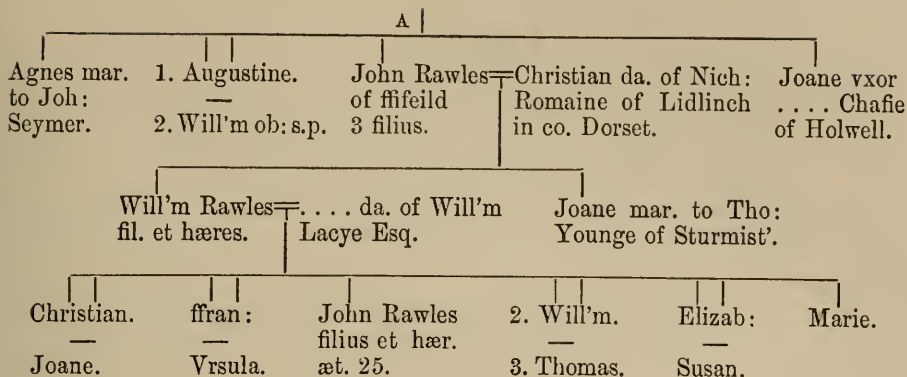 A
Agnes mar.
to Joh:
Seymer.
1. Augustine.
—
2. Will'm ob: s.p.
John Rawles
of ffifeild
3 filius.
Christian da. of Nich:
Romaine of Lidlinch
in co. Dorset.
Joane vxor
. . . . Chafie
of Holwell.
Will'm Rawles
fil. et hæres.
. . . . da. of Will'm
Lacye Esq.
Joane mar. to Tho:
Younge of Sturmist'.
Christian.
—
Joane.
ffran:
—
Vrsula.
John Rawles
filius et hær.
æt. 25.
2. Will'm.
—
3. Thomas.
Elizab:
—
Susan.
Marie.